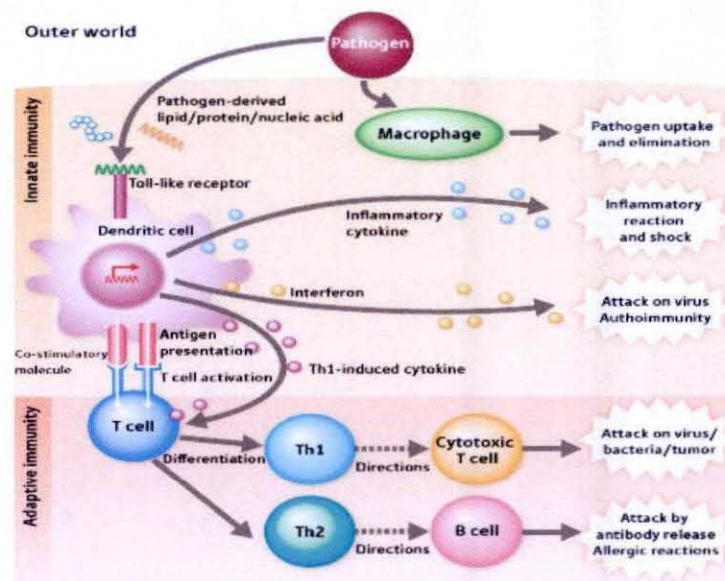 Outer world
Pathogen
Pathogen-derived
lipid/protein/nucleic acid
Macrophage
Pathogen uptake
and elimination
Innate immunity
Toll-like receptor
Dendritic cell
Inflammatory
cytokine
Inflammatory
reaction
and shock
Interferon
Attack on virus
Authoimmunity
Antigen
presentation
Co-stimulatory
molecule
T cell activation
Th1-induced cytokine
Adaptive immunity
T cell
Differentiation
Th1
Directions
Cytotoxic
T cell
Attack on virus/
bacteria/tumor
Th2
Directions
B cell
Attack by
antibody release
Allergic reactions